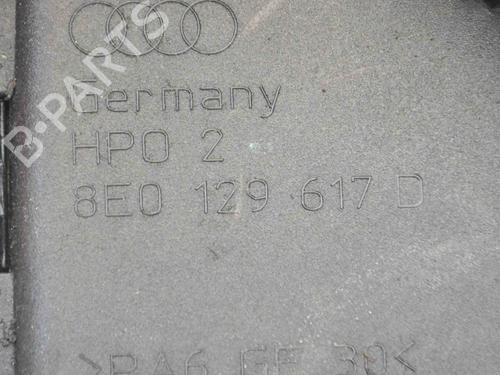 Germany
HPO 2
8E0 129 617 D
>PA6 GF 30<
B-PARTS